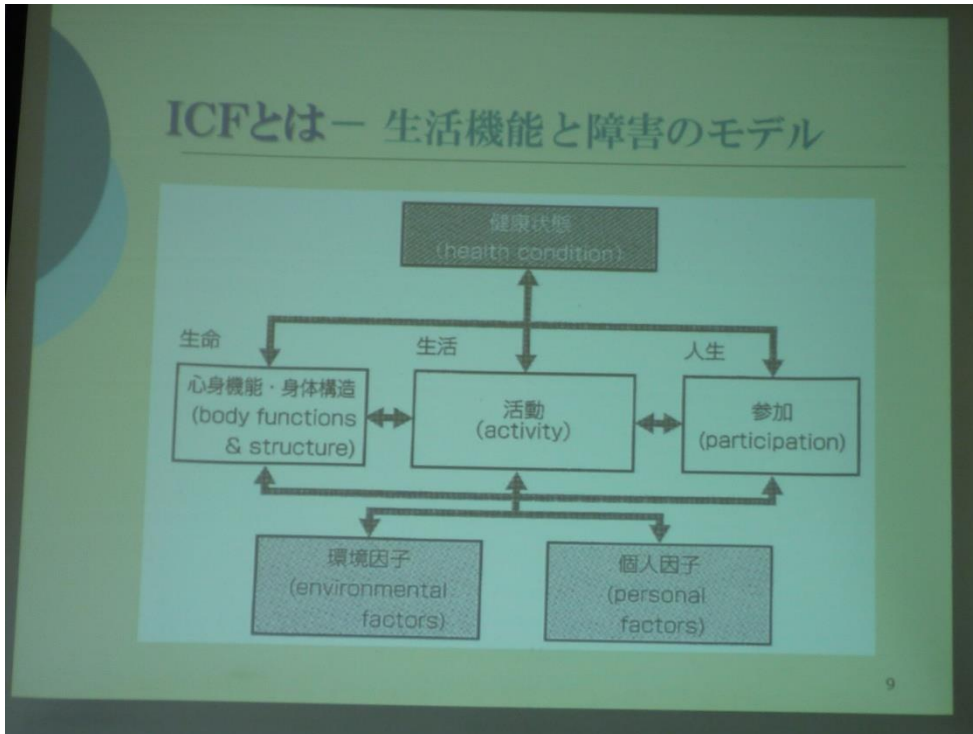 ICFとは－ 生活機能と障害のモデル
健康状態
(health condition)
生命
生活
人生
心身機能・身体構造
(body functions
& structure)
活動
(activity)
参加
(participation)
環境因子
(environmental
factors)
個人因子
(personal
factors)
9